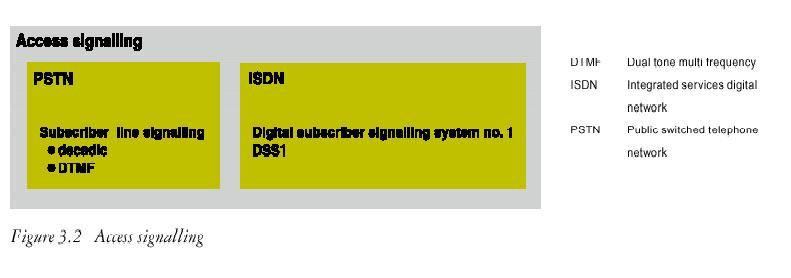 Access signalling
PSTN
Subscriber line signalling
• decadic
• DTMF
ISDN
Digital subscriber signalling system no. 1
DSS1
DTMF Dual tone multi frequency
ISDN Integrated services digital
network
PSTN Public switched telephone
network
Figure 3.2 Access signalling